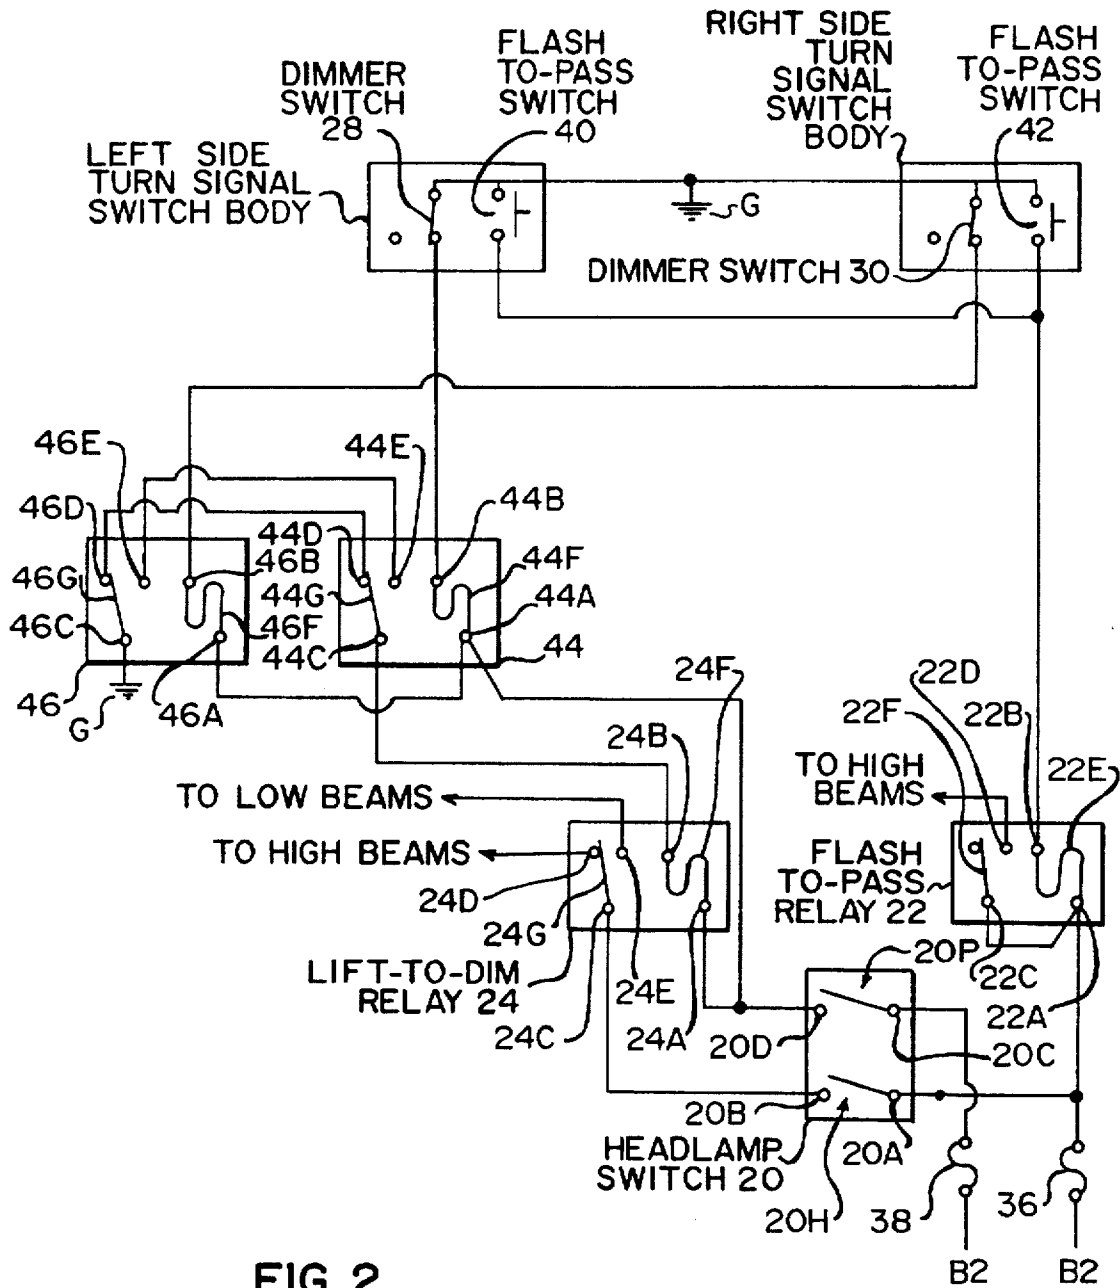 RIGHT SIDE
TURN
SIGNAL
SWITCH
BODY
FLASH
TO-PASS
SWITCH
42
FLASH
TO-PASS
SWITCH
40
DIMMER
SWITCH
28
LEFT SIDE
TURN SIGNAL
SWITCH BODY
G
DIMMER SWITCH 30
46E
44E
46D
44D
44B
46B
44F
46G
44G
44A
46C
46F
44C
44
46
G
46A
24F
22D
22F
22B
24B
22E
TO HIGH
BEAMS
TO LOW BEAMS
TO HIGH BEAMS
FLASH
TO-PASS
RELAY 22
24D
24G
20P
22C
LIFT-TO-DIM
RELAY 24
24E
22A
24C
24A
20D
20C
20B
20A
HEADLAMP
SWITCH 20
20H
38
36
B2
B2
FIG. 2